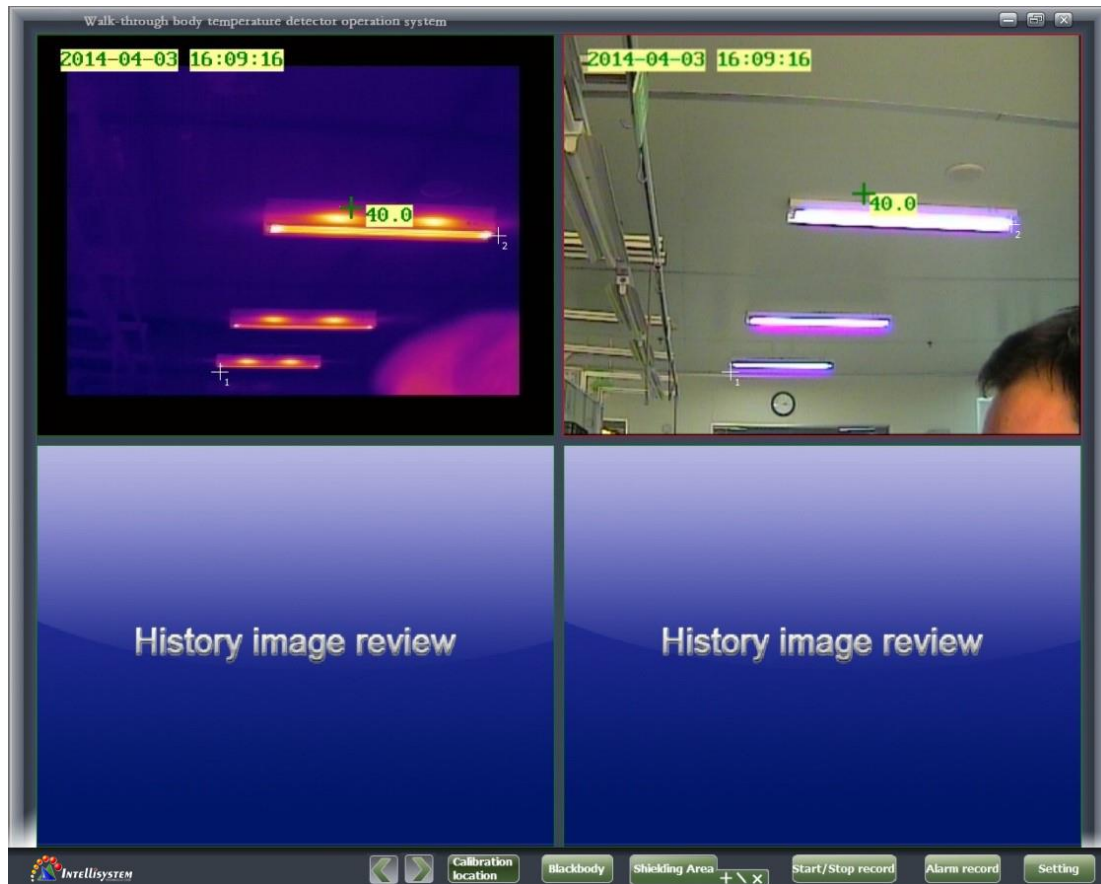 Walk-through body temperature detector operation system
2014-04-03 16:09:16
2014-04-03 16:09:16
40.0
2
1
40.0
2
1
History image review
History image review
INTELLISYSTEM
Calibration location
Blackbody
Shielding Area
Start/Stop record
Alarm record
Setting